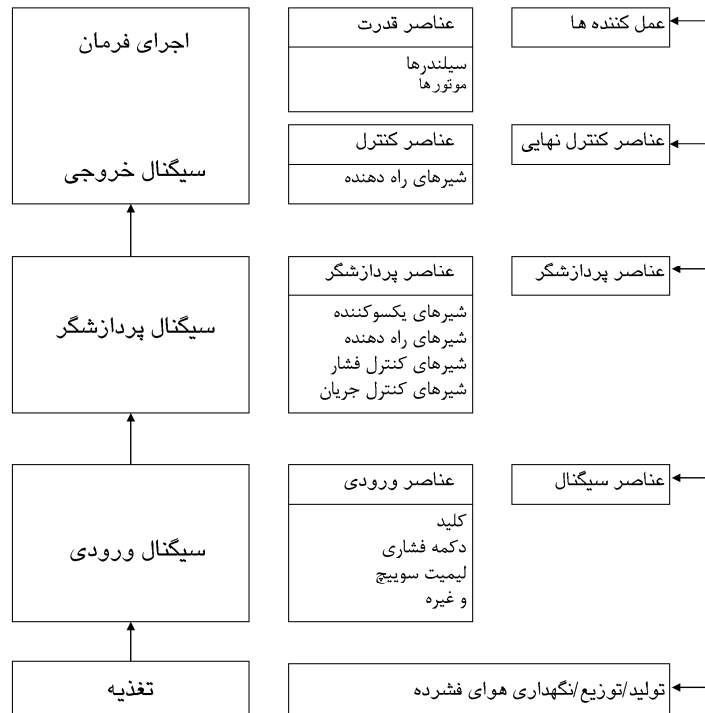 عمل کننده ها
عناصر قدرت
سیلندرها
موتورها
اجرای فرمان
عناصر کنترل نهایی
عناصر کنترل
شیرهای راه دهنده
سیگنال خروجی
عناصر پردازشگر
عناصر پردازشگر
شیرهای یکسوکننده
شیرهای راه دهنده
شیرهای کنترل فشار
شیرهای کنترل جریان
سیگنال پردازشگر
عناصر سیگنال
عناصر ورودی
کلید
دکمه فشاری
لیمیت سوییچ
و غیره
سیگنال ورودی
تولید/توزیع/نگهداری هوای فشرده
تغذیه